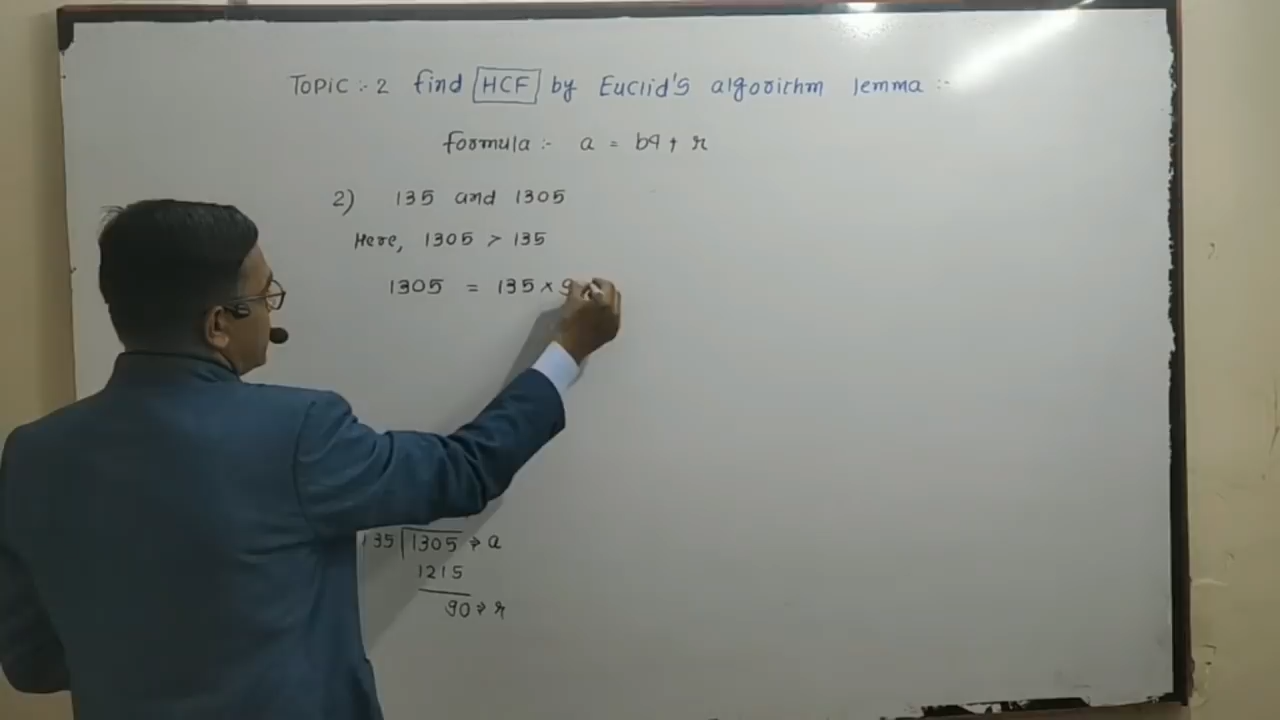 TOPIC :- 2 find HCF by Euclid's algorithm lemma :-
formula :- a = bq + r
2) 135 and 1305
Here, 1305 > 135
1305 = 135 × 9
135 1305 → a
1215
90 → r